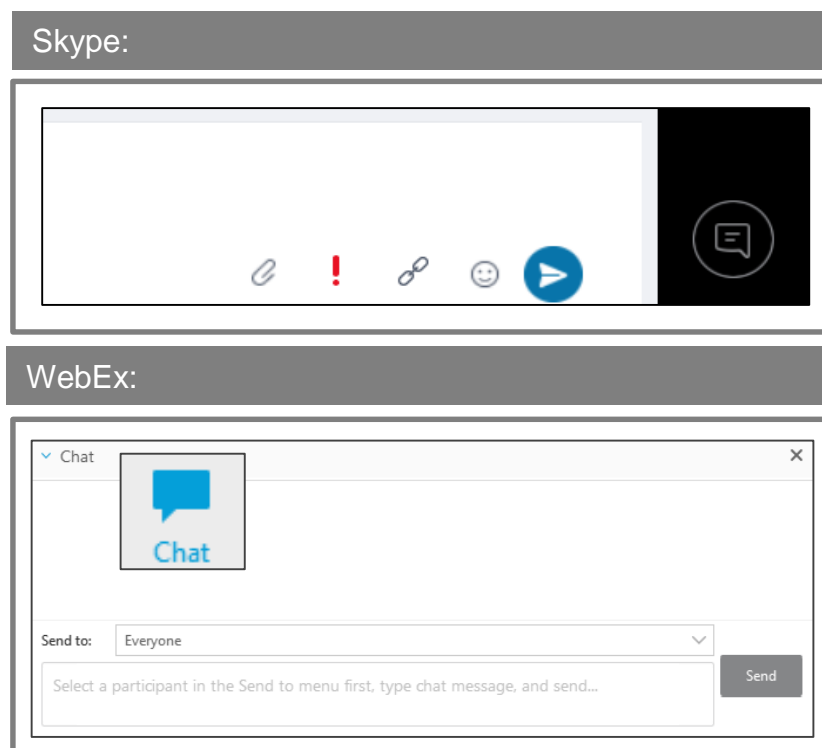 Skype:
WebEx:
Chat
Chat
Send to:
Everyone
Select a participant in the Send to menu first, type chat message, and send...
Send